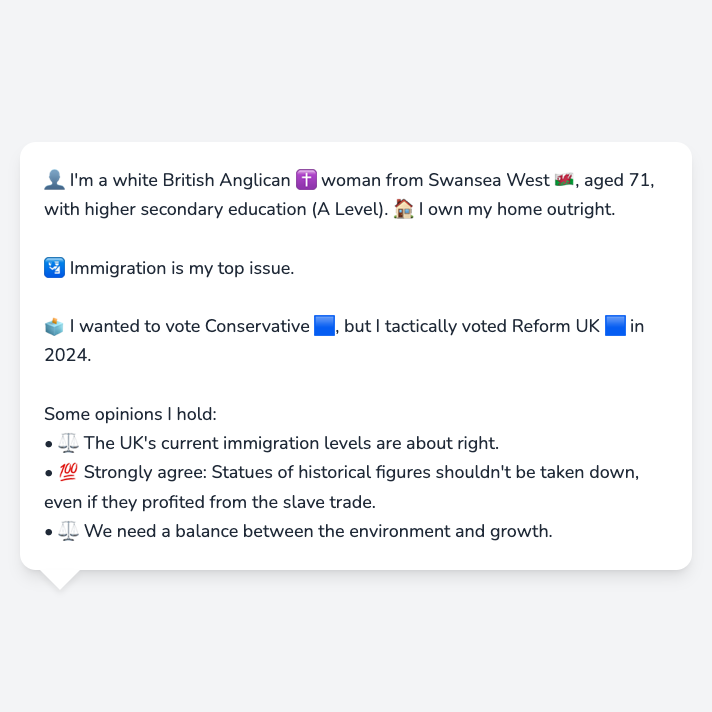 👤 I'm a white British Anglican ✝️ woman from Swansea West 🏴󠁧󠁢󠁷󠁬󠁳󠁿, aged 71,
with higher secondary education (A Level). 🏠 I own my home outright.
🛂 Immigration is my top issue.
🗳️ I wanted to vote Conservative 🟦, but I tactically voted Reform UK 🟦 in
2024.
Some opinions I hold:
• ⚖️ The UK's current immigration levels are about right.
• 💯 Strongly agree: Statues of historical figures shouldn't be taken down,
even if they profited from the slave trade.
• ⚖️ We need a balance between the environment and growth.